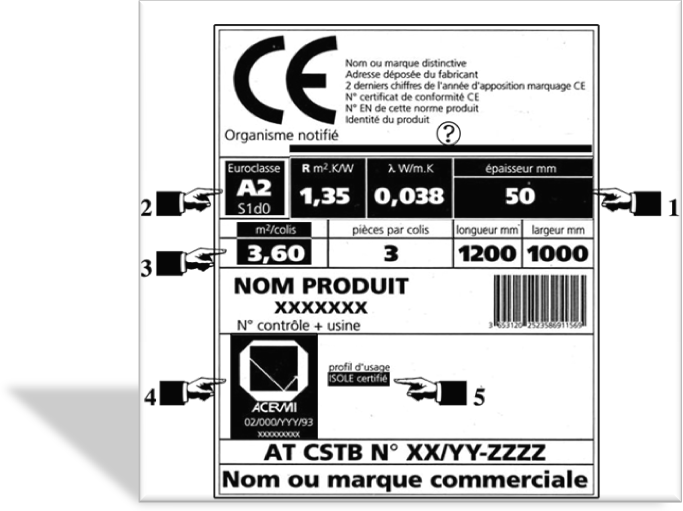 CE
Nom ou marque distinctive
Adresse déposée du fabricant
2 derniers chiffres de l'année d'apposition marquage CE
N° certificat de conformité CE
N° EN de cette norme produit
Identité du produit
Organisme notifié
?
Euroclasse
A2
S1d0
R m².K/W
1,35
λ W/m.K
0,038
épaisseur mm
50
2
1
m²/colis
3,60
pièces par colis
3
longueur mm
1200
largeur mm
1000
3
NOM PRODUIT
XXXXXXX
N° contrôle + usine
3 653120 2523586911569
4
ACERMI
02/000/YYY/93
XXXXXXXXX
profil d'usage
ISOLE certifié
5
AT CSTB N° XX/YY-ZZZZ
Nom ou marque commerciale